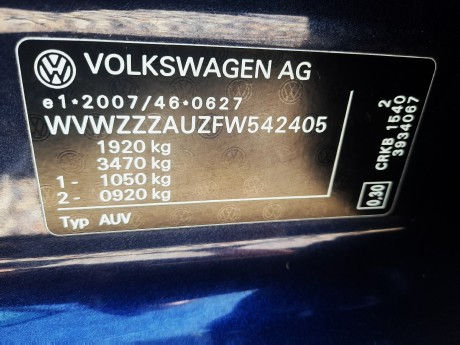 VOLKSWAGEN AG
e1*2007/46*0627
WVWZZZAUZFW542405
1920 kg
3470 kg
1- 1050 kg
2- 0920 kg
Typ AUV
2
CRKB 1540
3934067
0.30